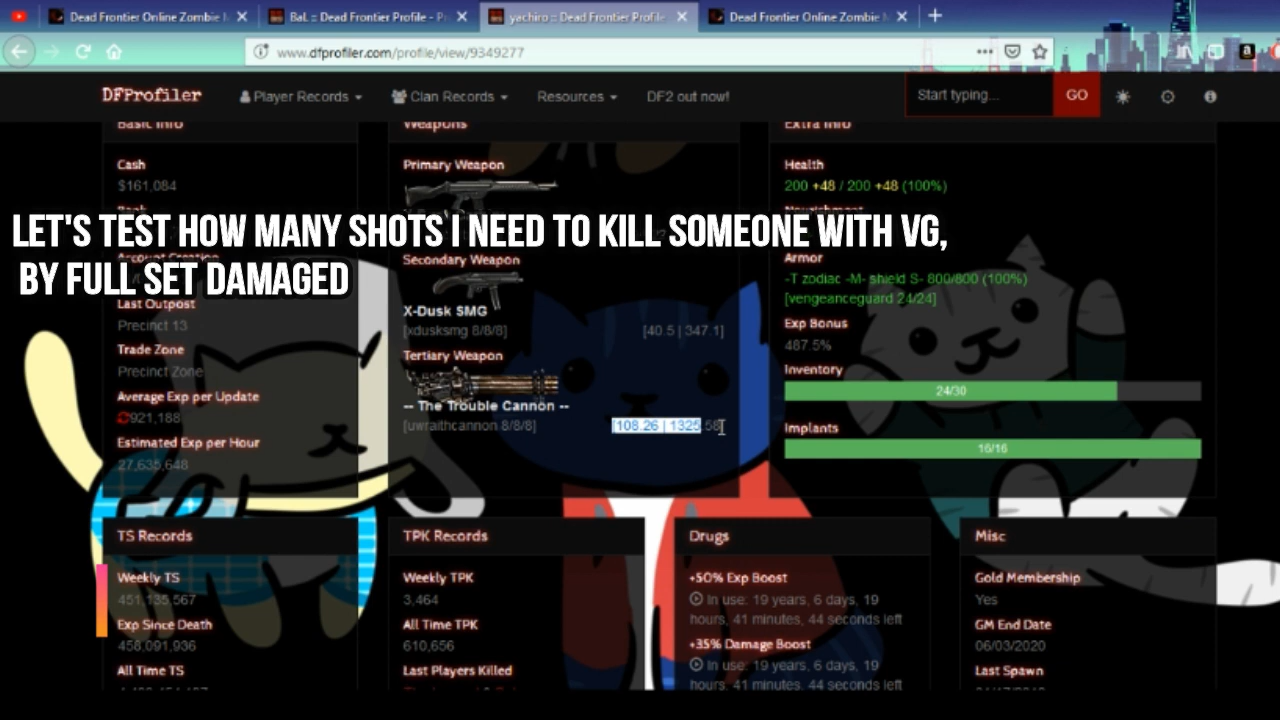 Dead Frontier Online Zombie
BaL :: Dead Frontier Profile - P
yachiro :: Dead Frontier Profile
Dead Frontier Online Zombie
www.dfprofiler.com/profile/view/9349277
DFProfiler
Player Records
Clan Records
Resources
DF2 out now!
Start typing...
GO
Basic Info
Weapons
Extra Info
Cash
$161,084
Primary Weapon
Health
200 +48 / 200 +48 (100%)
LET'S TEST HOW MANY SHOTS I NEED TO KILL SOMEONE WITH VG,
BY FULL SET DAMAGED
Account Creation
Last Outpost
Precinct 13
Trade Zone
Precinct Zone
Average Exp per Update
921,188
Estimated Exp per Hour
27,635,648
Secondary Weapon
X-Dusk SMG
[xdusksmg 8/8/8] [40.5 | 347.1]
Tertiary Weapon
-- The Trouble Cannon --
[uwraithcannon 8/8/8] [108.26 | 1325.58]
Armor
-T zodiac -M- shield S- 800/800 (100%)
[vengeanceguard 24/24]
Exp Bonus
487.5%
Inventory
24/30
Implants
16/16
TS Records
Weekly TS
451,135,567
Exp Since Death
458,091,936
All Time TS
TPK Records
Weekly TPK
3,464
All Time TPK
610,656
Last Players Killed
Drugs
+50% Exp Boost
In use: 19 years, 6 days, 19
hours, 41 minutes, 44 seconds left
+35% Damage Boost
In use: 19 years, 6 days, 19
hours, 41 minutes, 44 seconds left
Misc
Gold Membership
Yes
GM End Date
06/03/2020
Last Spawn